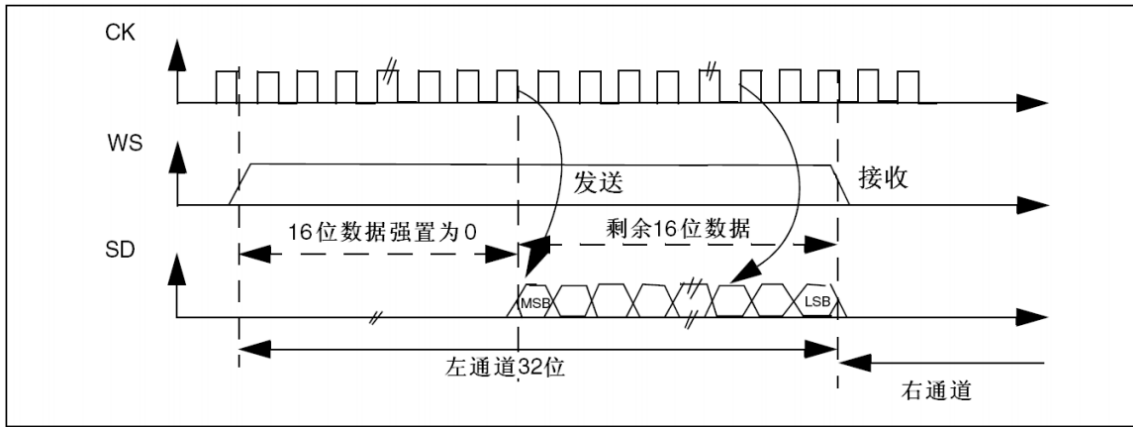 CK
WS
发送
接收
16位数据强置为0
剩余16位数据
SD
MSB
LSB
左通道32位
右通道